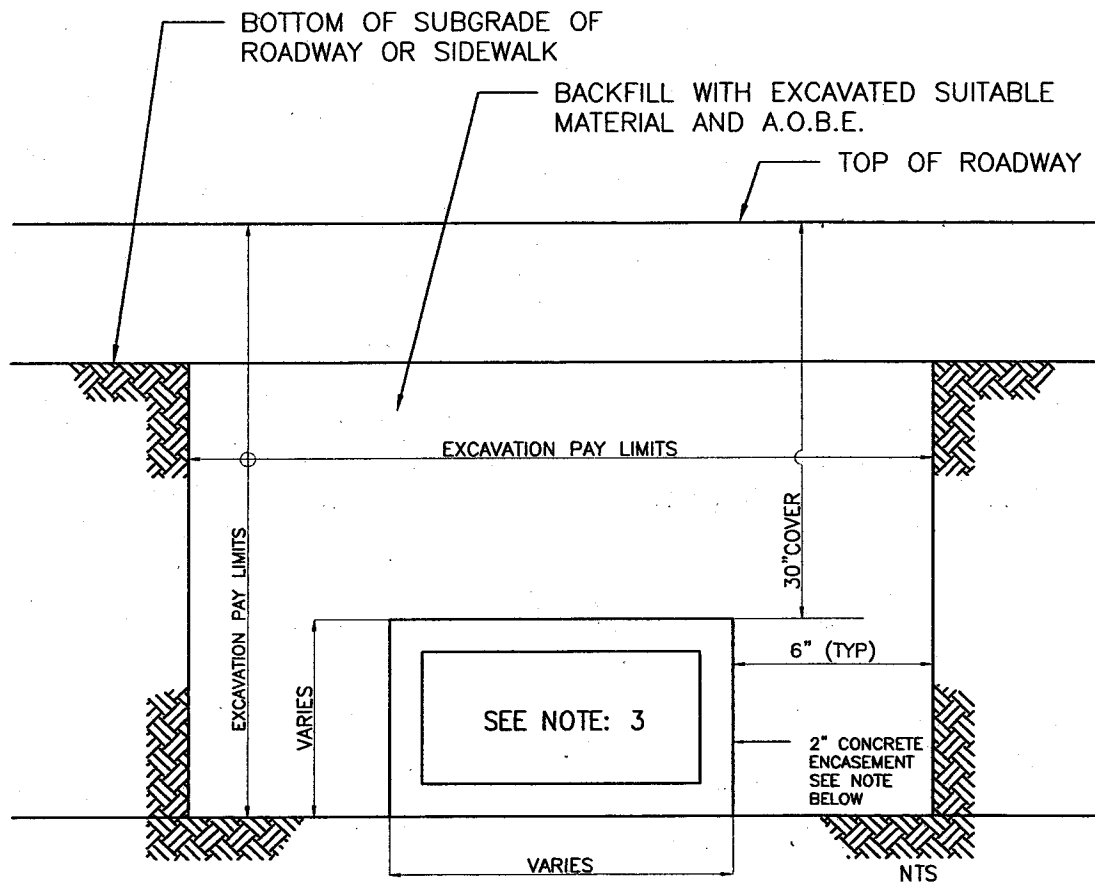 BOTTOM OF SUBGRADE OF
ROADWAY OR SIDEWALK
BACKFILL WITH EXCAVATED SUITABLE
MATERIAL AND A.O.B.E.
TOP OF ROADWAY
EXCAVATION PAY LIMITS
EXCAVATION PAY LIMITS
30"COVER
VARIES
6" (TYP)
SEE NOTE: 3
2" CONCRETE
ENCASEMENT
SEE NOTE
BELOW
VARIES
NTS